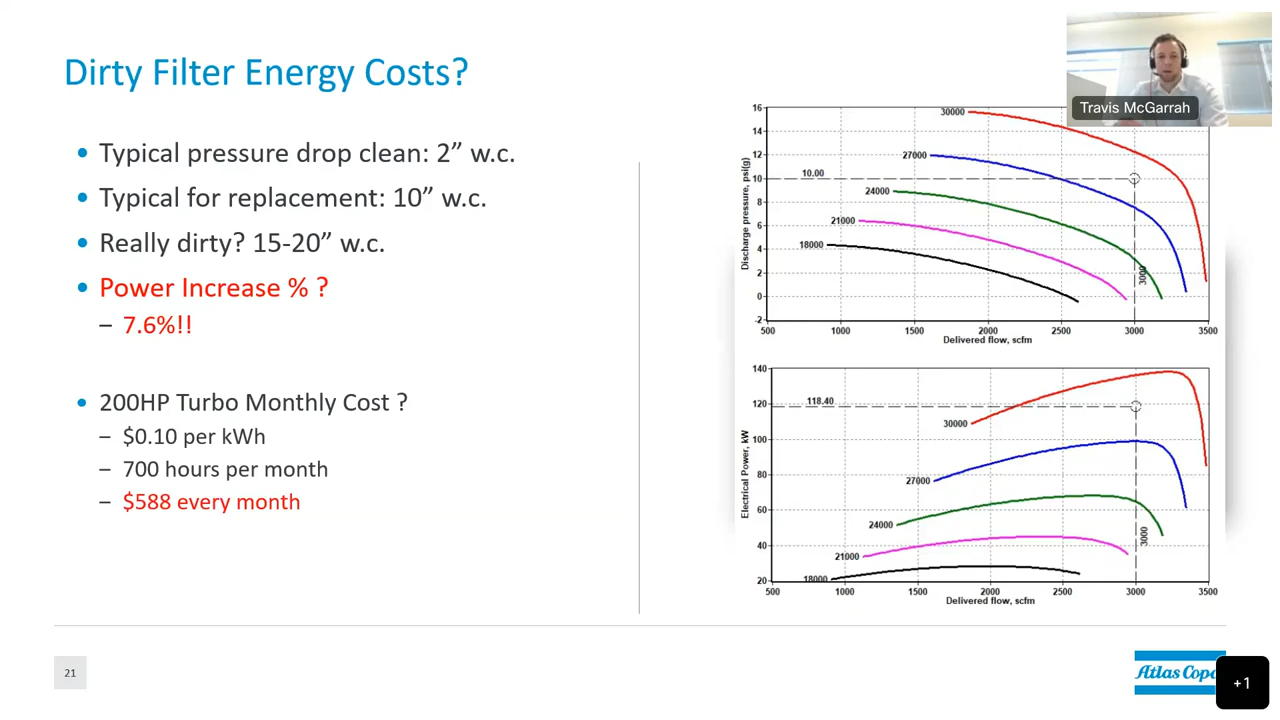 Dirty Filter Energy Costs?
• Typical pressure drop clean: 2” w.c.
• Typical for replacement: 10” w.c.
• Really dirty? 15-20” w.c.
• Power Increase % ?
– 7.6%!!
• 200HP Turbo Monthly Cost ?
– $0.10 per kWh
– 700 hours per month
– $588 every month
Travis McGarrah
Discharge pressure, psi(g)
16
14
12
10
8
6
4
2
0
-2
30000
27000
10.00
24000
21000
18000
3000
500 1000 1500 2000 2500 3000 3500
Delivered flow, scfm
Electrical Power, kW
140
120
100
80
60
40
20
118.40
30000
27000
24000
21000
18000
3000
500 1000 1500 2000 2500 3000 3500
Delivered flow, scfm
21
Atlas Cop
+1